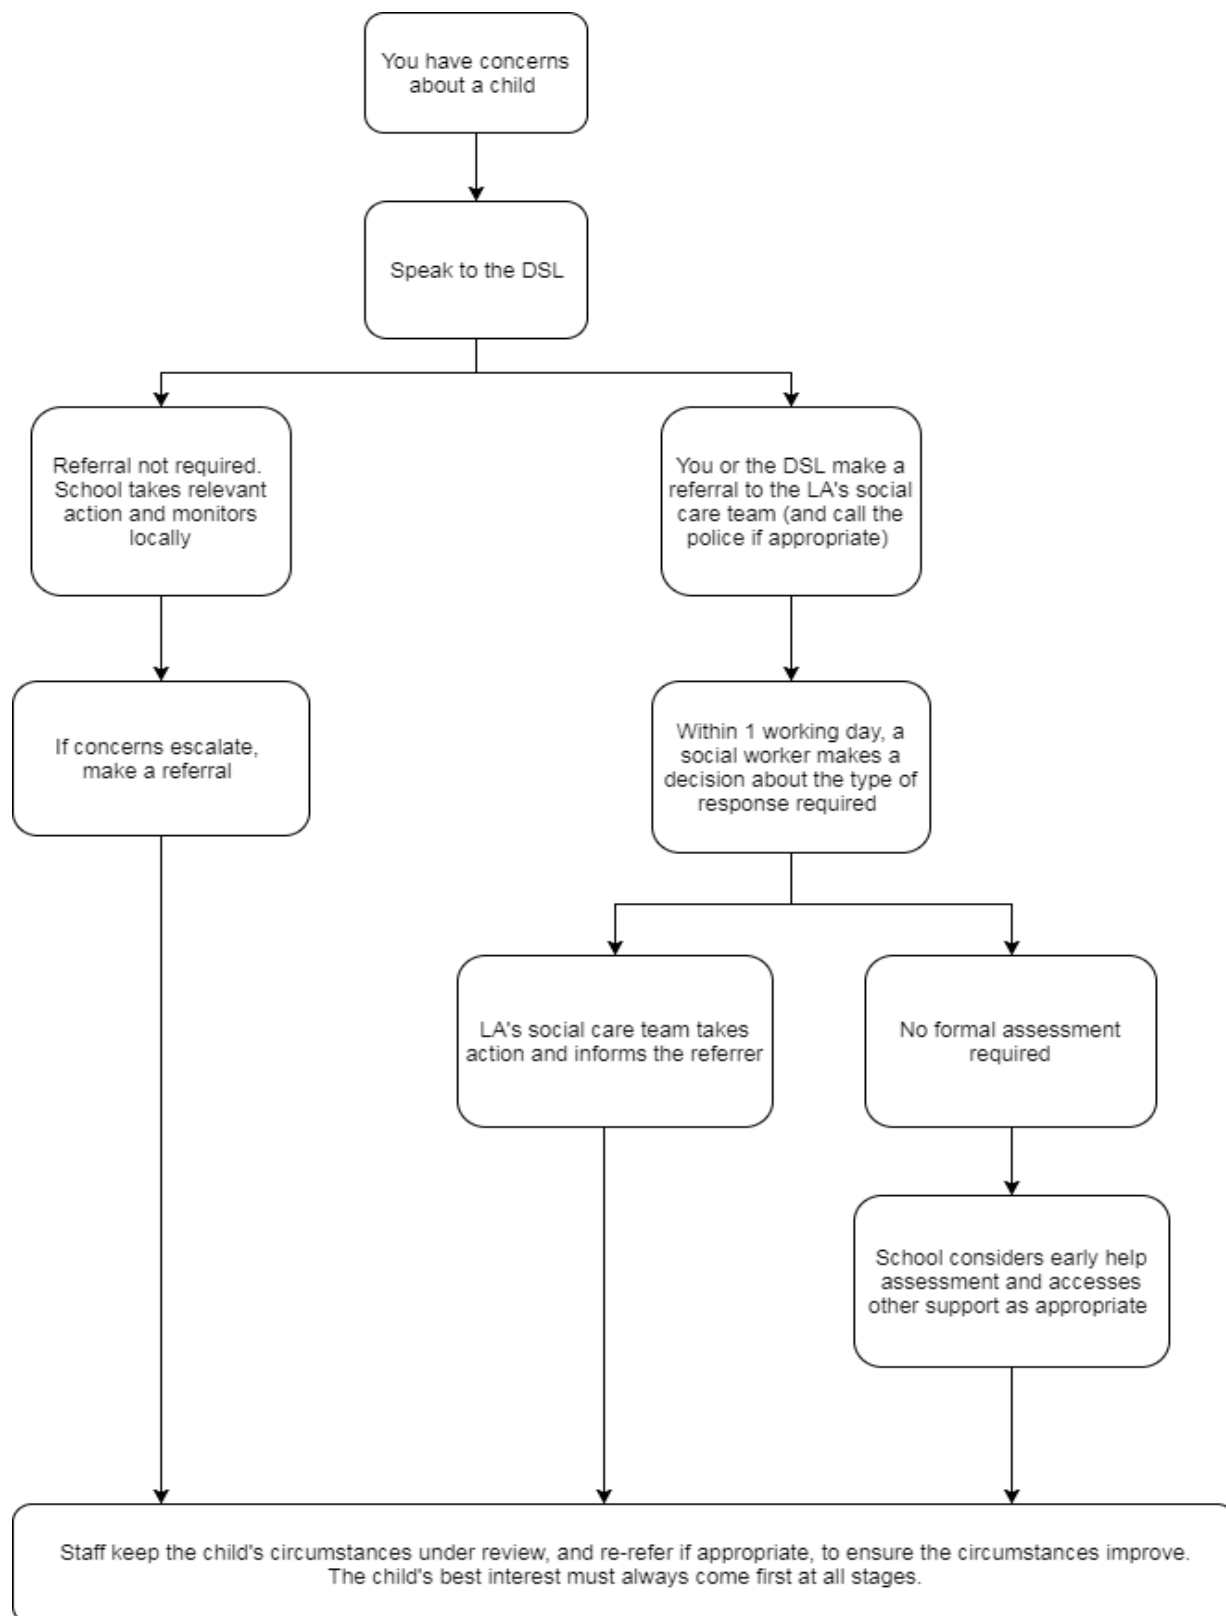 You have concerns
about a child
Speak to the DSL
Referral not required.
School takes relevant
action and monitors
locally
You or the DSL make a
referral to the LA's social
care team (and call the
police if appropriate)
If concerns escalate,
make a referral
Within 1 working day, a
social worker makes a
decision about the type of
response required
LA's social care team takes
action and informs the referrer
No formal assessment
required
School considers early help
assessment and accesses
other support as appropriate
Staff keep the child's circumstances under review, and re-refer if appropriate, to ensure the circumstances improve.
The child's best interest must always come first at all stages.